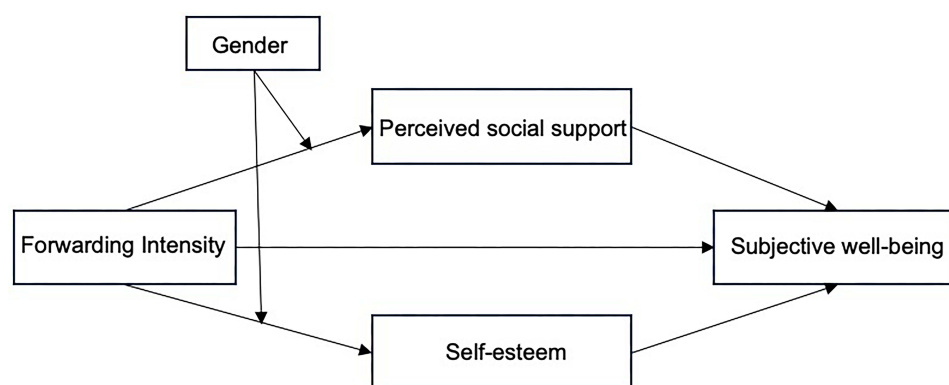 Gender
Perceived social support
Forwarding Intensity
Subjective well-being
Self-esteem